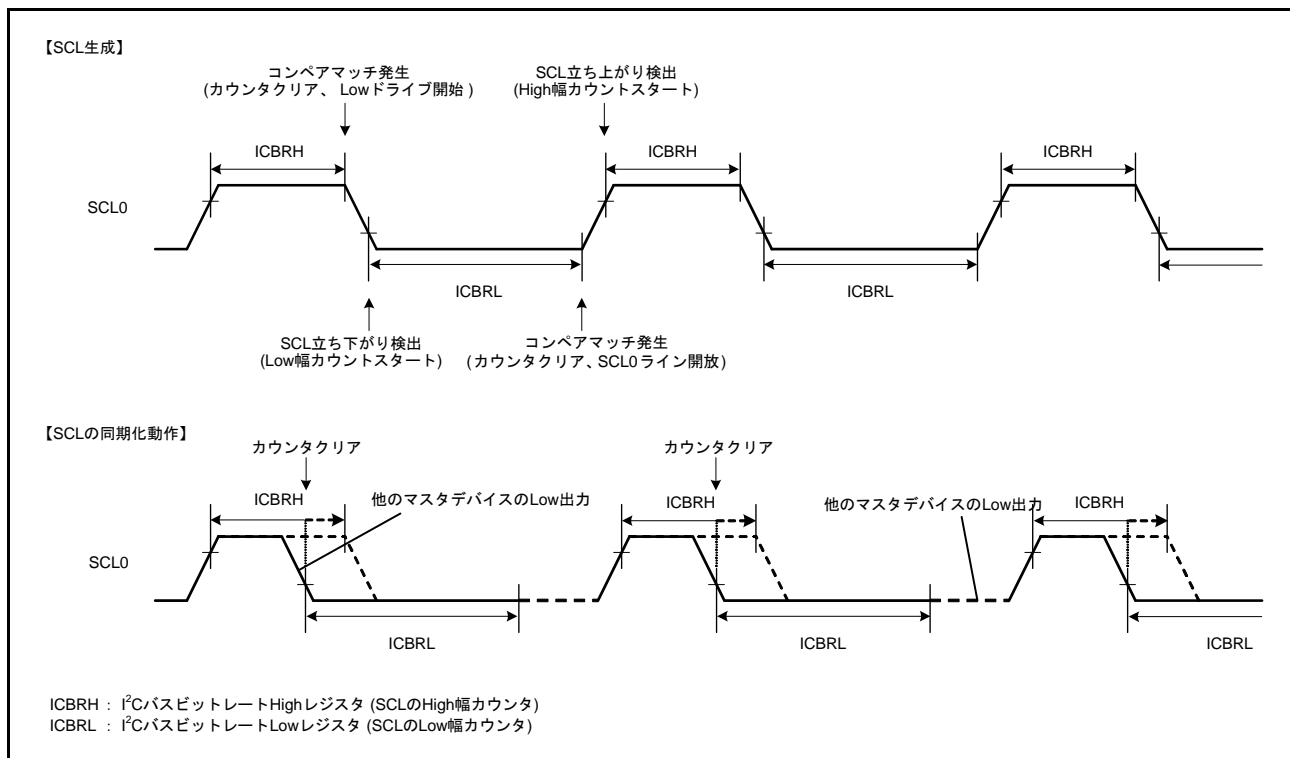 【SCL生成】
コンペアマッチ発生
(カウンタクリア、 Lowドライブ開始 )
SCL立ち上がり検出
(High幅カウントスタート)
ICBRH
ICBRH
ICBRH
SCL0
ICBRL
ICBRL
SCL立ち下がり検出
(Low幅カウントスタート)
コンペアマッチ発生
(カウンタクリア、SCL0ライン開放)
【SCLの同期化動作】
カウンタクリア
カウンタクリア
ICBRH
他のマスタデバイスのLow出力
ICBRH
他のマスタデバイスのLow出力
ICBRH
SCL0
ICBRL
ICBRL
ICBRL
ICBRH : I²CバスビットレートHighレジスタ (SCLのHigh幅カウンタ)
ICBRL : I²CバスビットレートLowレジスタ (SCLのLow幅カウンタ)